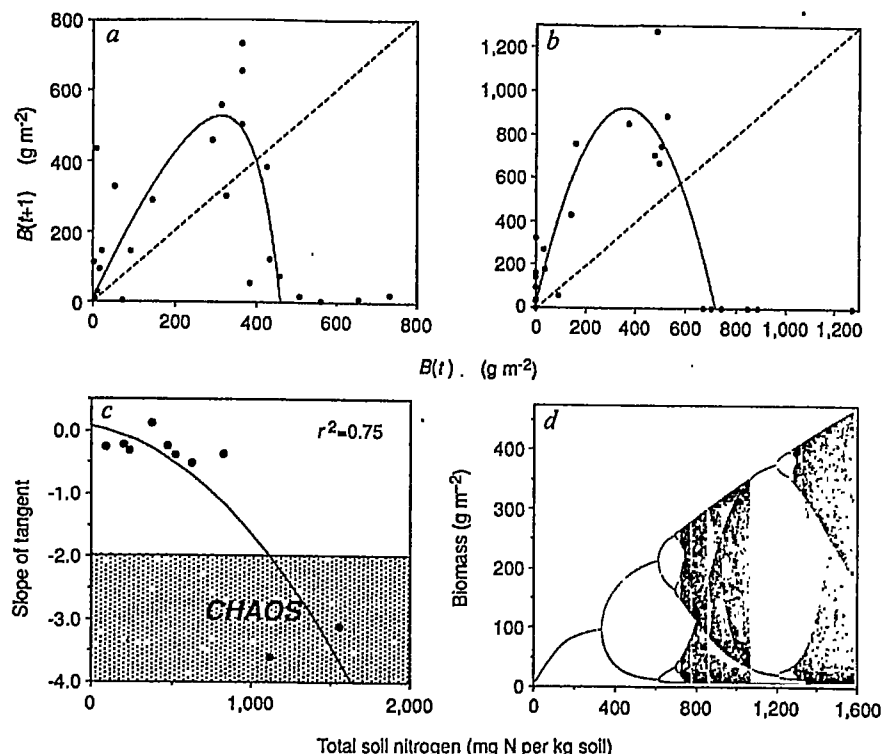 a
800
600
400
200
0
B(t+1) (g m-2)
0 200 400 600 800
b
1,200
1,000
800
600
400
200
0
0 200 400 600 800 1,000 1,200
B(t) . (g m-2)
c
r2=0.75
0.0
-1.0
-2.0
-3.0
-4.0
Slope of tangent
CHAOS
0 1,000 2,000
d
400
300
200
100
0
Biomass (g m-2)
0 400 800 1,200 1,600
Total soil nitrogen (mg N per kg soil)